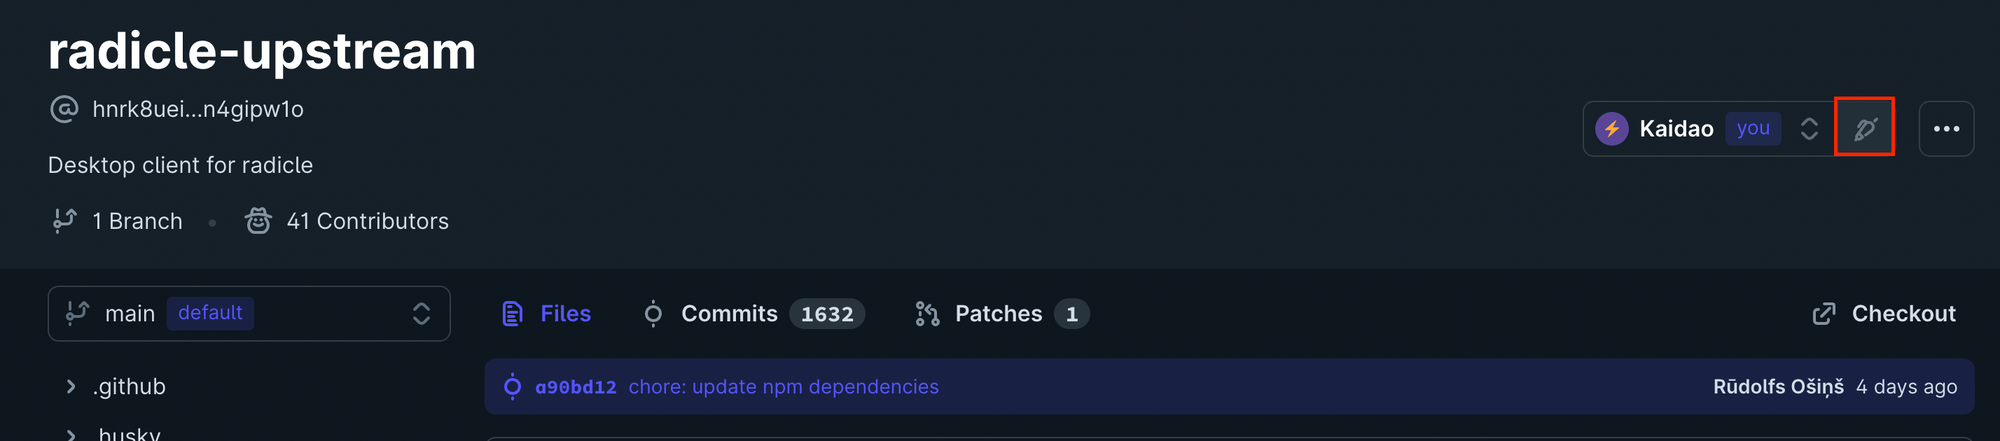 radicle-upstream
hnrk8uei...n4gipw1o
Kaidao you
Desktop client for radicle
1 Branch • 41 Contributors
main default
Files Commits 1632 Patches 1 Checkout
.github
a90bd12 chore: update npm dependencies Rūdolfs Ošiņš 4 days ago
.husky